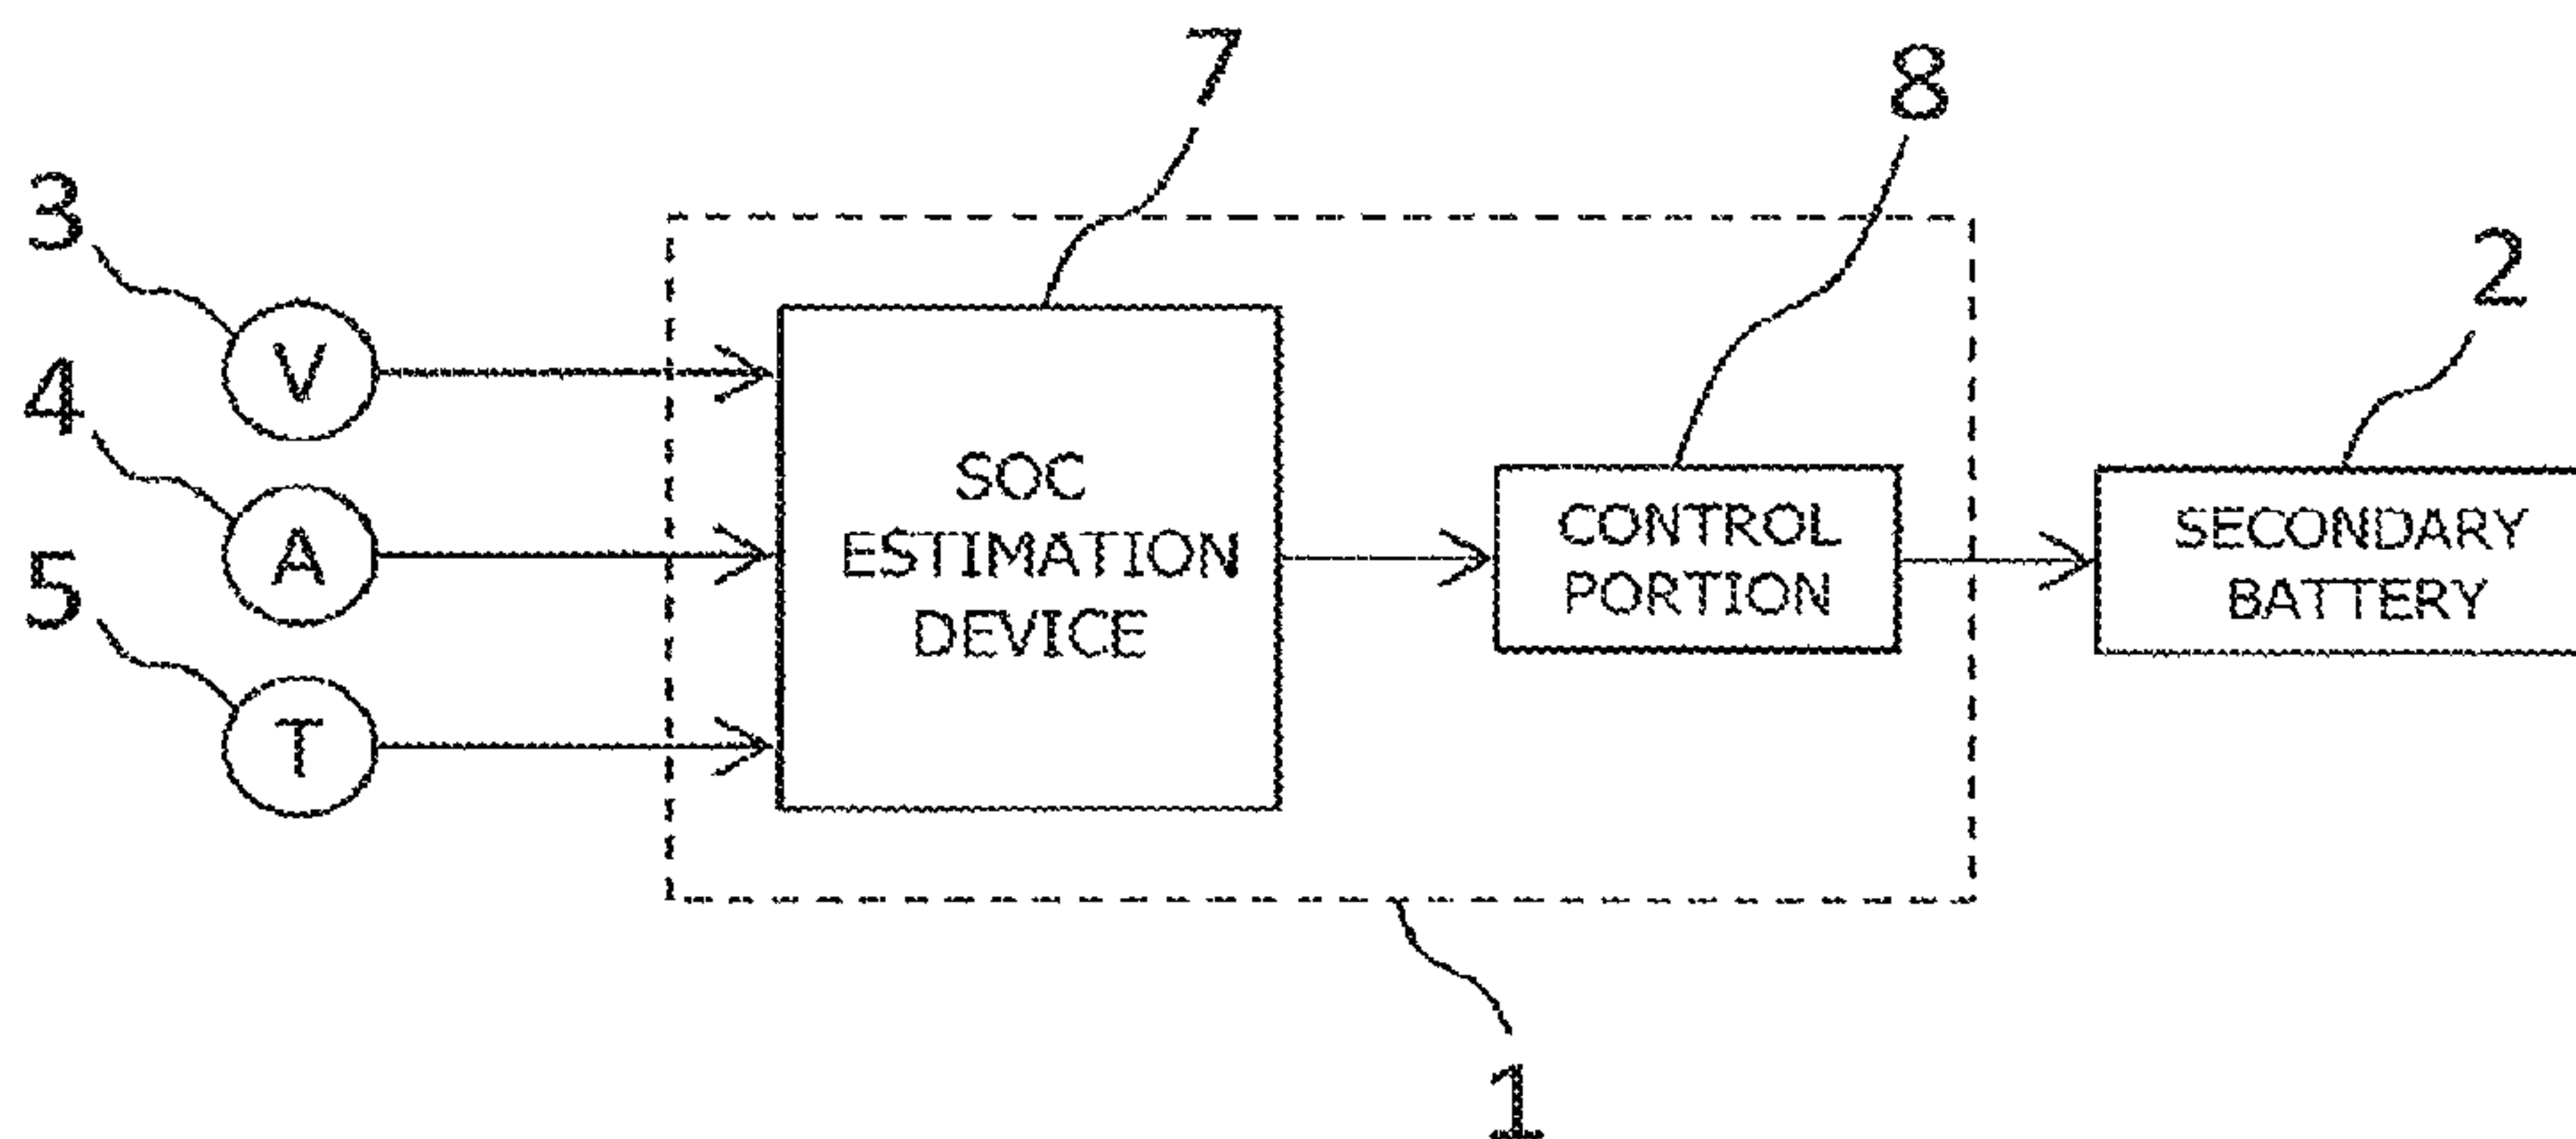 7
8
3
2
V
4
SOC
CONTROL
SECONDARY
A
ESTIMATION
5
PORTION
BATTERY
DEVICE
T
1